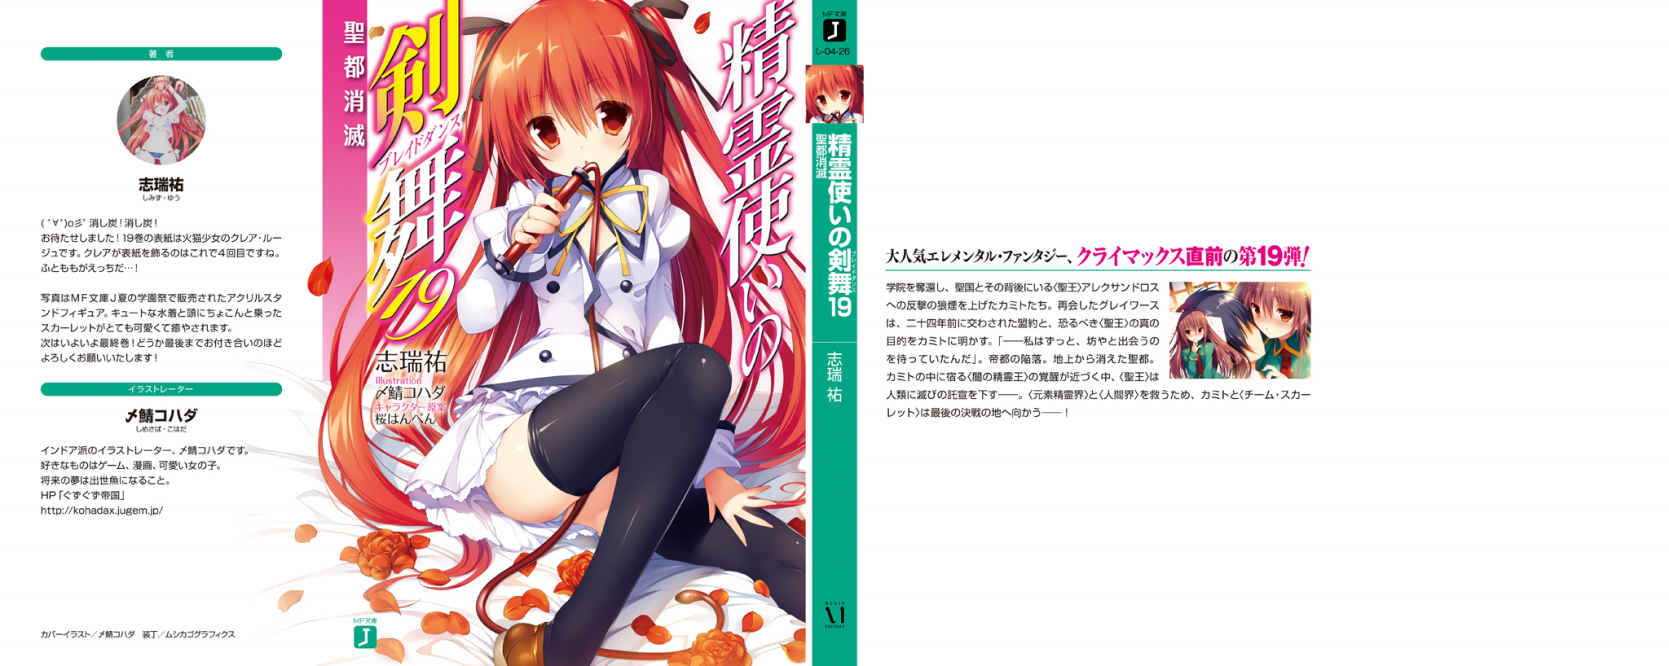 著 者
志瑞祐
しみず・ゆう
( ﾟ∀ﾟ)o彡ﾟ 消し炭！消し炭！
お待たせしました！19巻の表紙は火猫少女のクレア・ルー
ジュです。クレアが表紙を飾るのはこれで4回目ですね。
ふとももがえっちだ…！
写真はMF文庫J夏の学園祭で販売されたアクリルスタ
ンドフィギュア。キュートな水着と頭にちょこんと乗った
スカーレットがとても可愛くて癒やされます。
次はいよいよ最終巻！どうか最後までお付き合いのほど
よろしくお願いいたします！
イラストレーター
〆鯖コハダ
しめさば・こはだ
インドア派のイラストレーター、〆鯖コハダです。
好きなものはゲーム、漫画、可愛い女の子。
将来の夢は出世魚になること。
HP「ぐずぐず帝国」
http://kohadax.jugem.jp/
カバーイラスト／〆鯖コハダ　装丁／ムシカゴグラフィクス
精霊使いの
剣舞
ブレイドダンス
19
聖都消滅
志瑞祐
Illustration
〆鯖コハダ
キャラクター原案
桜はんぺん
MF文庫
J
MF文庫
J
し-04-26
精霊使いの剣舞19
ブレイドダンス
聖都消滅
志瑞 祐
MEDIA
FACTORY
大人気エレメンタル・ファンタジー、クライマックス直前の第19弾！
学院を奪還し、聖国とその背後にいる〈聖王〉アレクサンドロス
への反撃の狼煙を上げたカミトたち。再会したグレイワース
は、二十四年前に交わされた盟約と、恐るべき〈聖王〉の真の
目的をカミトに明かす。「――私はずっと、坊やと出会うの
を待っていたんだ」。帝都の陥落。地上から消えた聖都。
カミトの中に宿る〈闇の精霊王〉の覚醒が近づく中、〈聖王〉は
人類に滅びの託宣を下す――。〈元素精霊界〉と〈人間界〉を救うため、カミトと〈チーム・スカー
レット〉は最後の決戦の地へ向かう――！